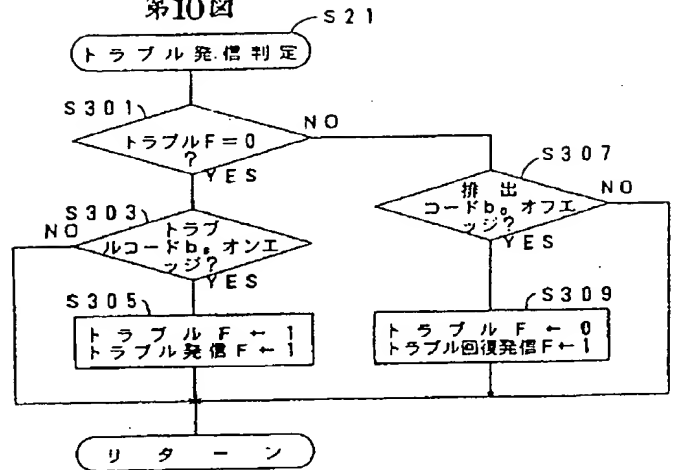 第10図
S21
トラブル発信判定
S301
トラブルF=0
?
NO
YES
S303
トラブ
ルコードb₀オンエ
ッジ?
NO
YES
S305
トラブルF←1
トラブル発信F←1
S307
排出
コードb₀オフエ
ッジ?
NO
YES
S309
トラブルF←0
トラブル回復発信F←1
リターン